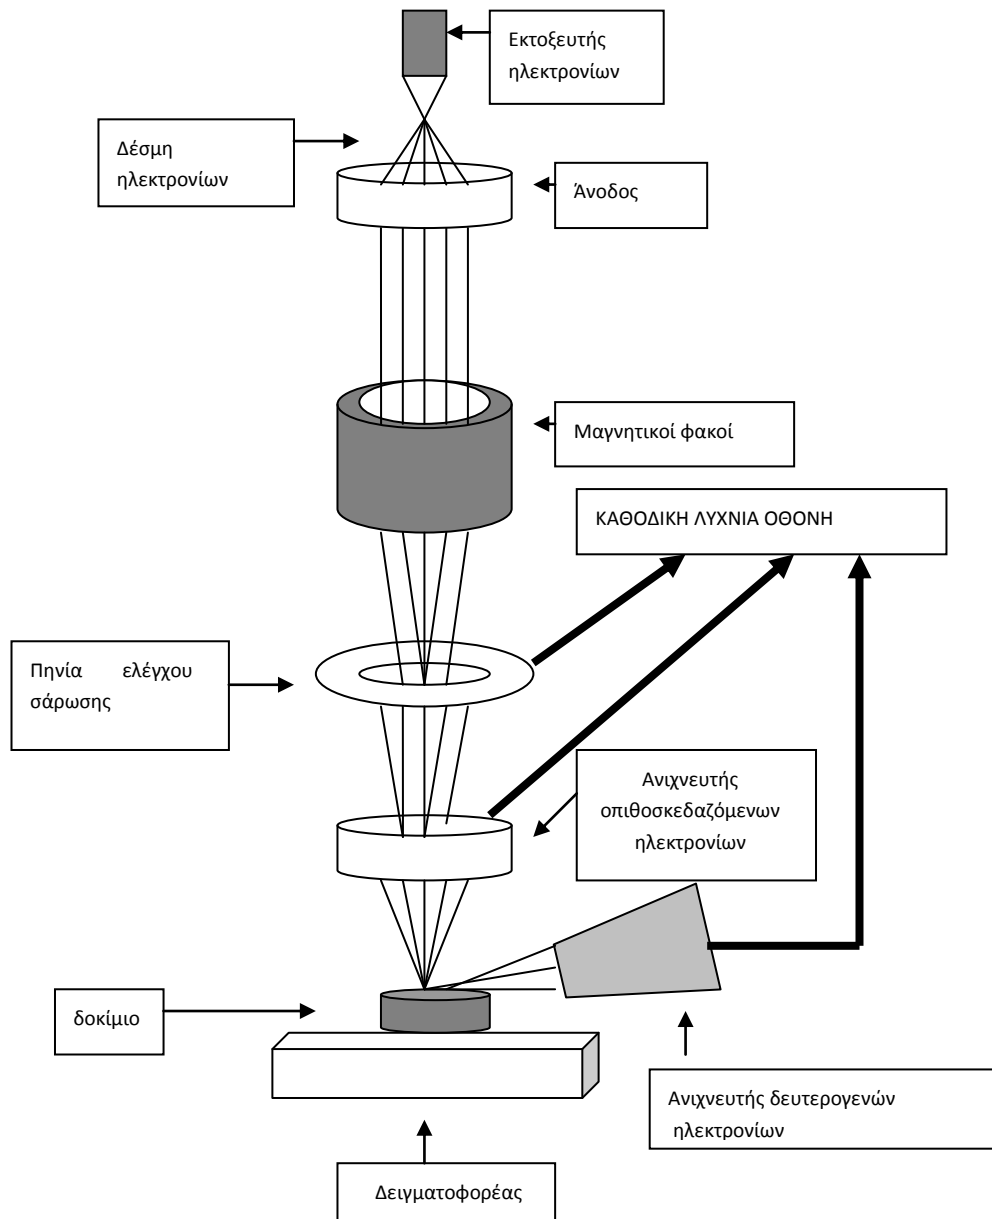 Εκτοξευτής
ηλεκτρονίων
Δέσμη
ηλεκτρονίων
Άνοδος
Μαγνητικοί φακοί
ΚΑΘΟΔΙΚΗ ΛΥΧΝΙΑ ΟΘΟΝΗ
Πηνία ελέγχου
σάρωσης
Ανιχνευτής
οπιθοσκεδαζόμενων
ηλεκτρονίων
δοκίμιο
Ανιχνευτής δευτερογενών
ηλεκτρονίων
Δειγματοφορέας